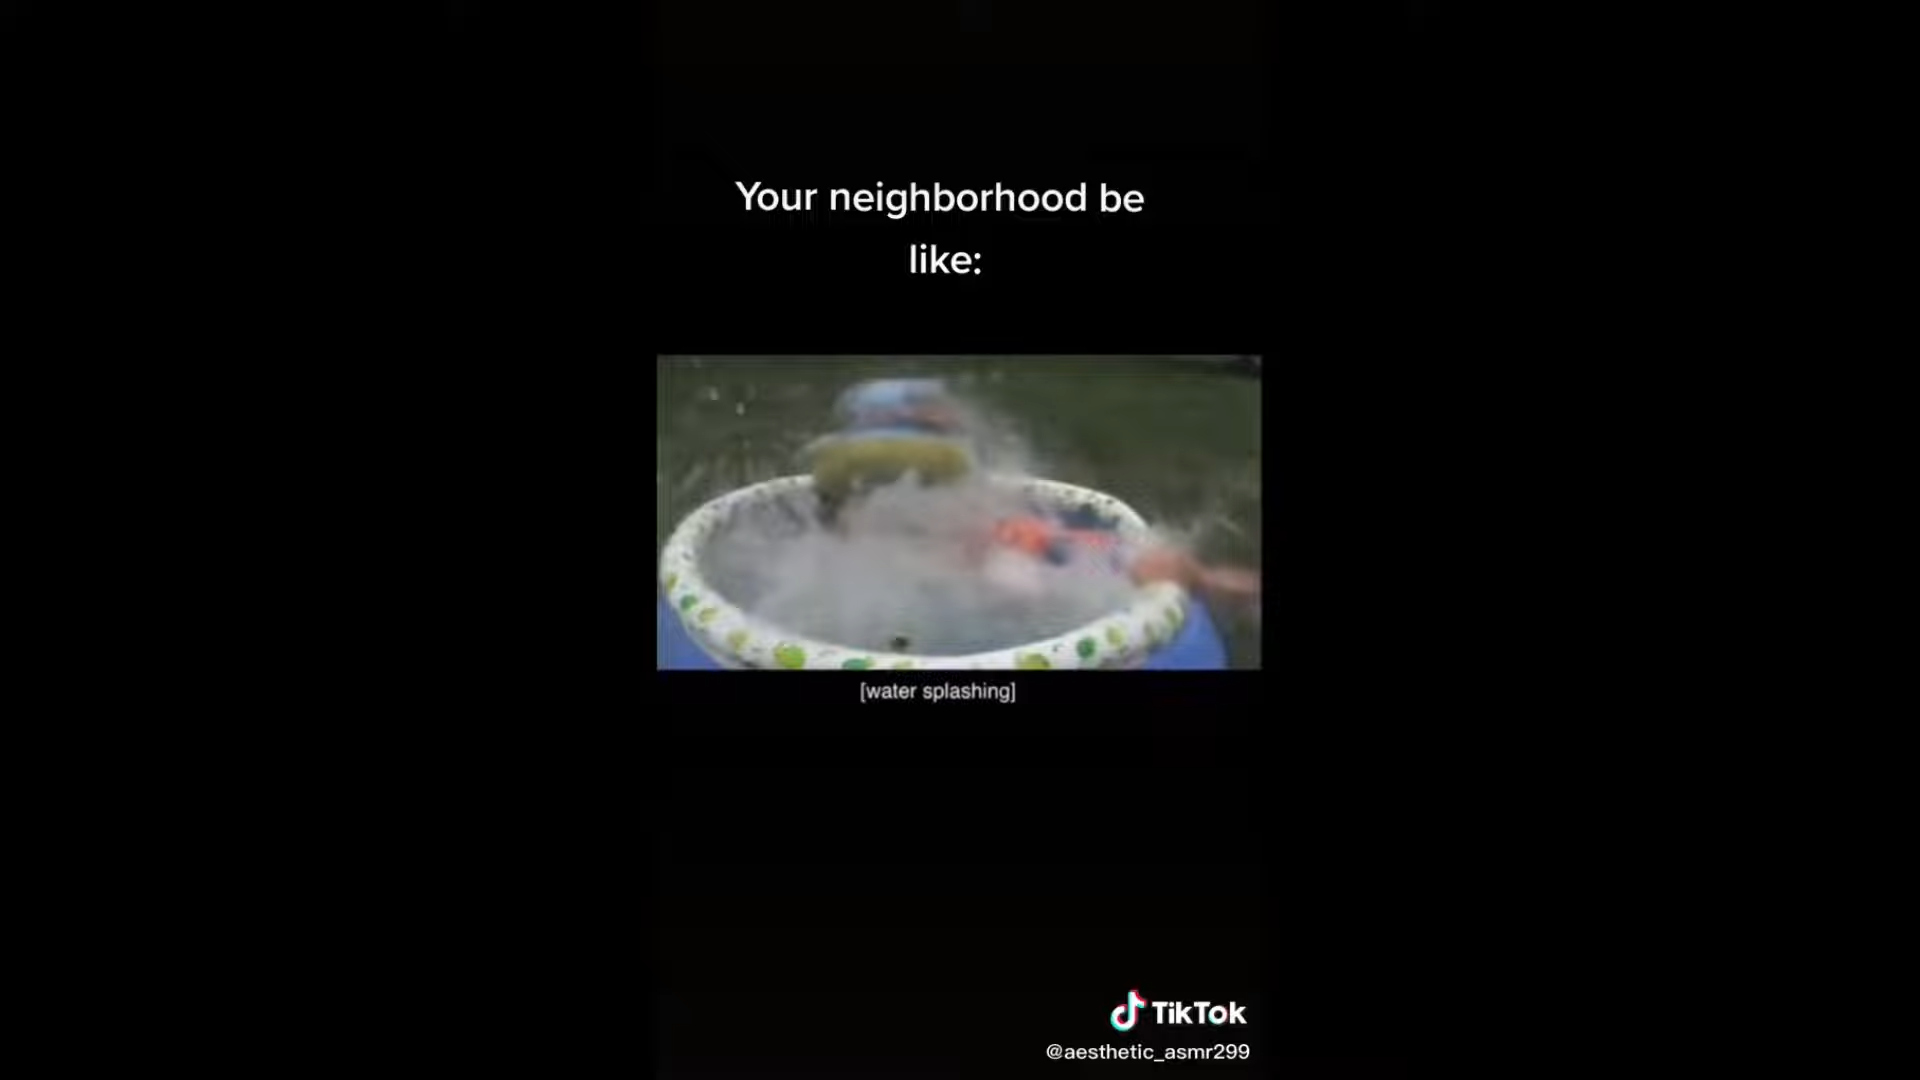 Your neighborhood be
like:
[water splashing]
TikTok
@aesthetic_asmr299